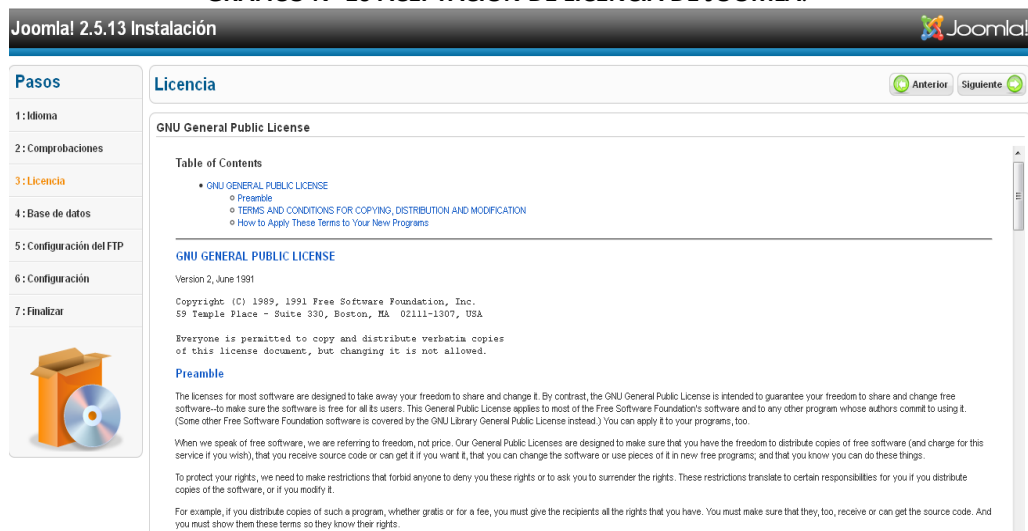 Joomla! 2.5.13 Instalación
Joomla!
Pasos
1 : Idioma
2 : Comprobaciones
3 : Licencia
4 : Base de datos
5 : Configuración del FTP
6 : Configuración
7 : Finalizar
Licencia
Anterior
Siguiente
GNU General Public License
Table of Contents
GNU GENERAL PUBLIC LICENSE
Preamble
TERMS AND CONDITIONS FOR COPYING, DISTRIBUTION AND MODIFICATION
How to Apply These Terms to Your New Programs
GNU GENERAL PUBLIC LICENSE
Version 2, June 1991
Copyright (C) 1989, 1991 Free Software Foundation, Inc.
59 Temple Place - Suite 330, Boston, MA 02111-1307, USA
Everyone is permitted to copy and distribute verbatim copies
of this license document, but changing it is not allowed.
Preamble
The licenses for most software are designed to take away your freedom to share and change it. By contrast, the GNU General Public License is intended to guarantee your freedom to share and change free
software--to make sure the software is free for all its users. This General Public License applies to most of the Free Software Foundation's software and to any other program whose authors commit to using it.
(Some other Free Software Foundation software is covered by the GNU Library General Public License instead.) You can apply it to your programs, too.
When we speak of free software, we are referring to freedom, not price. Our General Public Licenses are designed to make sure that you have the freedom to distribute copies of free software (and charge for this
service if you wish), that you receive source code or can get it if you want it, that you can change the software or use pieces of it in new free programs; and that you know you can do these things.
To protect your rights, we need to make restrictions that forbid anyone to deny you these rights or to ask you to surrender the rights. These restrictions translate to certain responsibilities for you if you distribute
copies of the software, or if you modify it.
For example, if you distribute copies of such a program, whether gratis or for a fee, you must give the recipients all the rights that you have. You must make sure that they, too, receive or can get the source code. And
you must show them these terms so they know their rights.